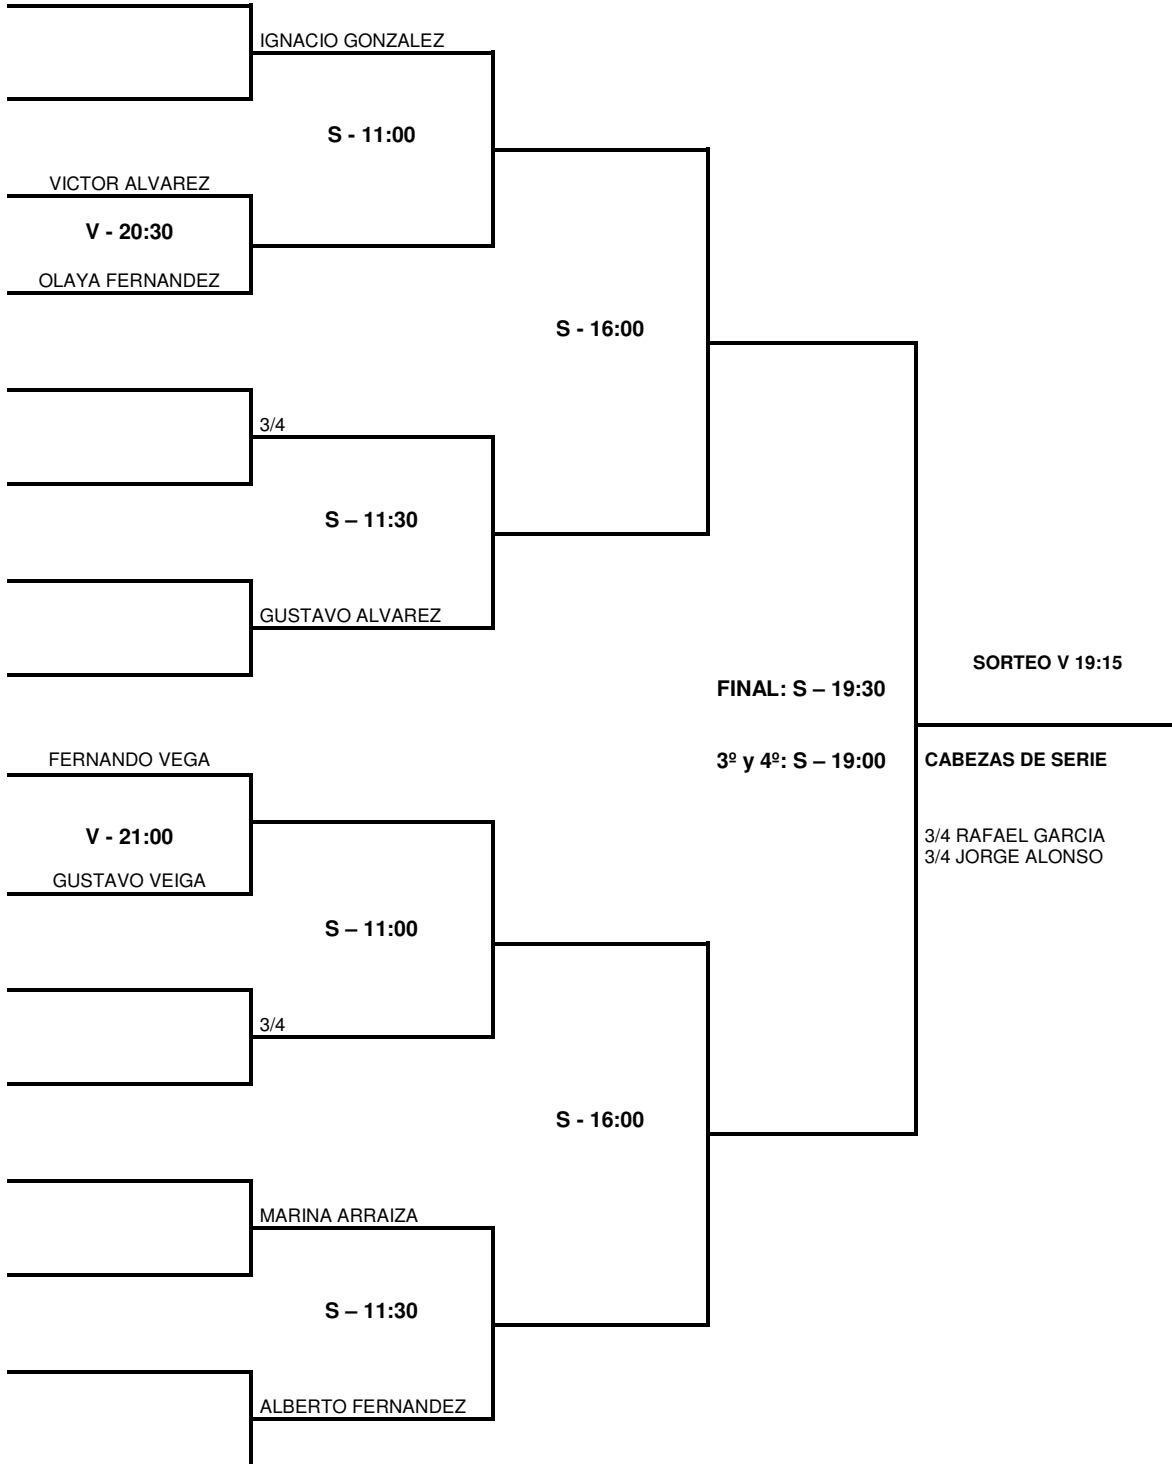 IGNACIO GONZALEZ
S - 11:00
VICTOR ALVAREZ
V - 20:30
OLAYA FERNANDEZ
S - 16:00
3/4
S – 11:30
GUSTAVO ALVAREZ
SORTEO V 19:15
FINAL: S – 19:30
FERNANDO VEGA
3º y 4º: S – 19:00
CABEZAS DE SERIE
V - 21:00
3/4 RAFAEL GARCIA
3/4 JORGE ALONSO
GUSTAVO VEIGA
S – 11:00
3/4
S - 16:00
MARINA ARRAIZA
S – 11:30
ALBERTO FERNANDEZ